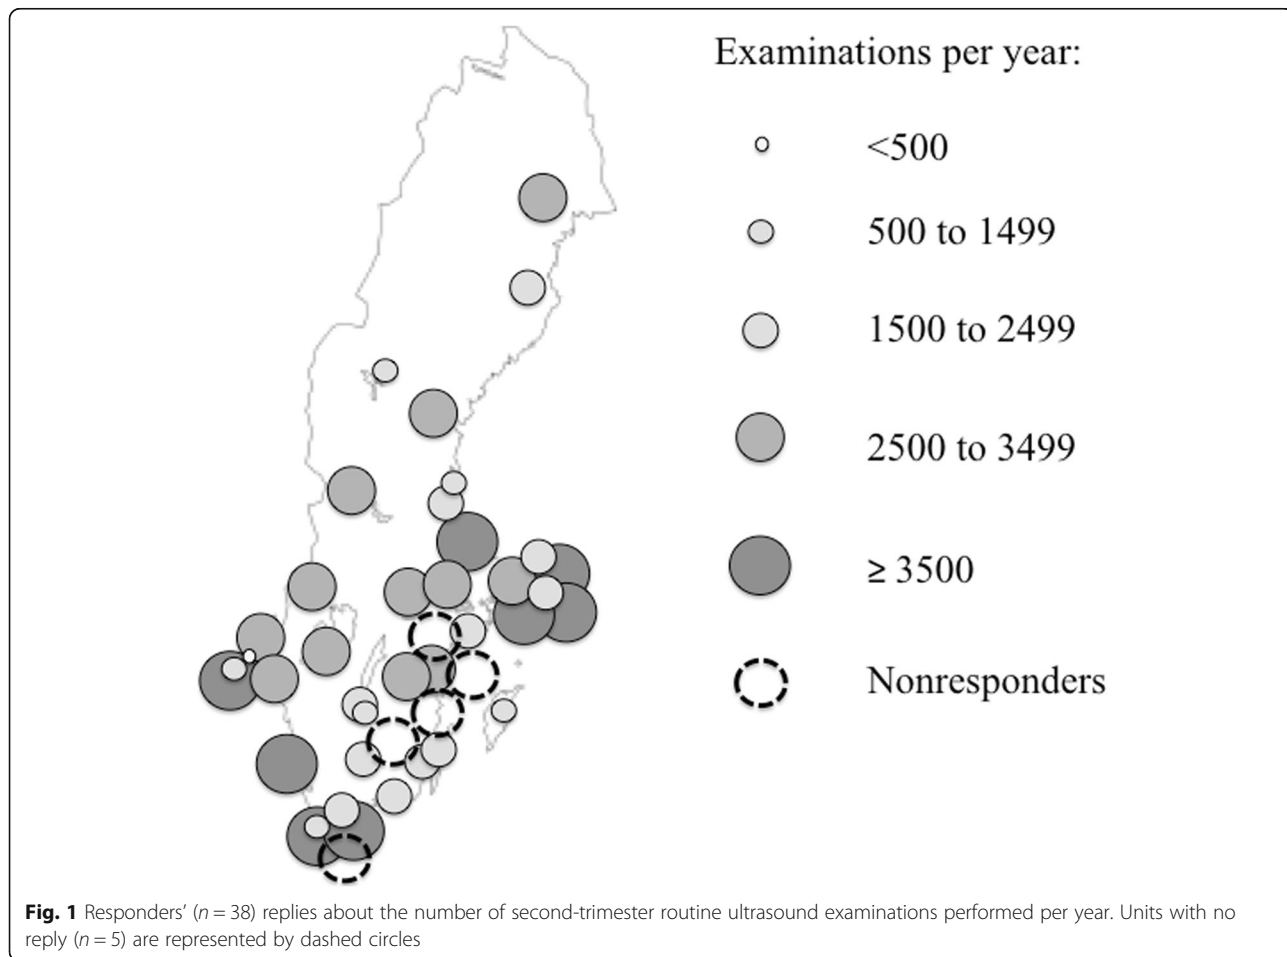 Examinations per year:
<500
500 to 1499
1500 to 2499
2500 to 3499
≥ 3500
Nonresponders
Fig. 1 Responders’ (n = 38) replies about the number of second-trimester routine ultrasound examinations performed per year. Units with no
reply (n = 5) are represented by dashed circles